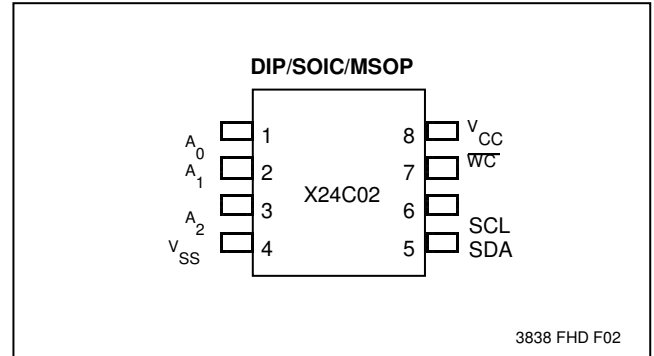 DIP/SOIC/MSOP
A0 1 8 VCC
A1 2 7 WC
X24C02
A2 3 6 SCL
VSS 4 5 SDA
3838 FHD F02